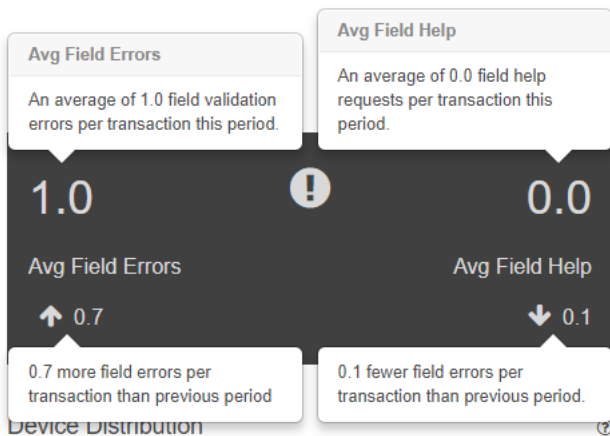 Avg Field Errors
An average of 1.0 field validation
errors per transaction this period.
Avg Field Help
An average of 0.0 field help
requests per transaction this
period.
1.0
!
0.0
Avg Field Errors
Avg Field Help
0.7
0.1
0.7 more field errors per
transaction than previous period
0.1 fewer field errors per
transaction than previous period.
Device Distribution
?